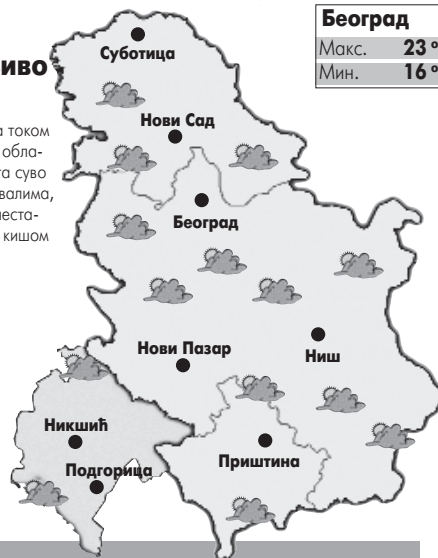 Београд
Макс. 23°
Мин. 16°
иво
а током
обла-
та суво
валима,
места-
кишом
Суботица
Нови Сад
Београд
Нови Пазар
Ниш
Никшић
Подгорица
Приштина